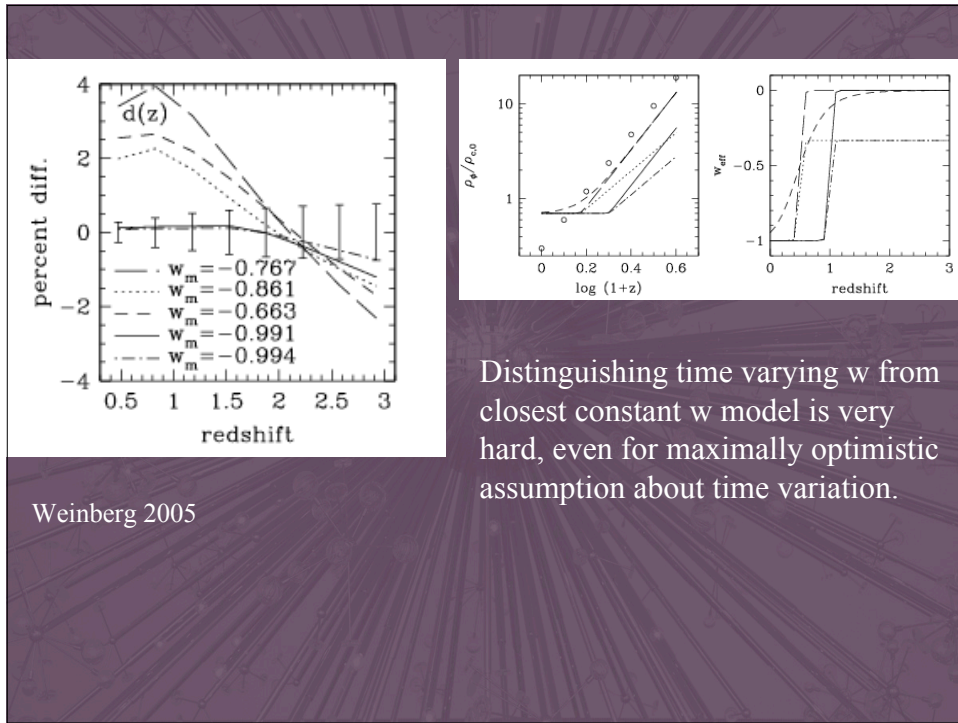 4
2
0
−2
−4
percent diff.
d(z)
w_m=−0.767
w_m=−0.861
w_m=−0.663
w_m=−0.991
w_m=−0.994
0.5 1 1.5 2 2.5 3
redshift
10
1
ρ_ϕ/ρ_c,0
0 0.2 0.4 0.6
log (1+z)
0
−0.5
−1
w_eff
0 1 2 3
redshift
Distinguishing time varying w from
closest constant w model is very
hard, even for maximally optimistic
assumption about time variation.
Weinberg 2005